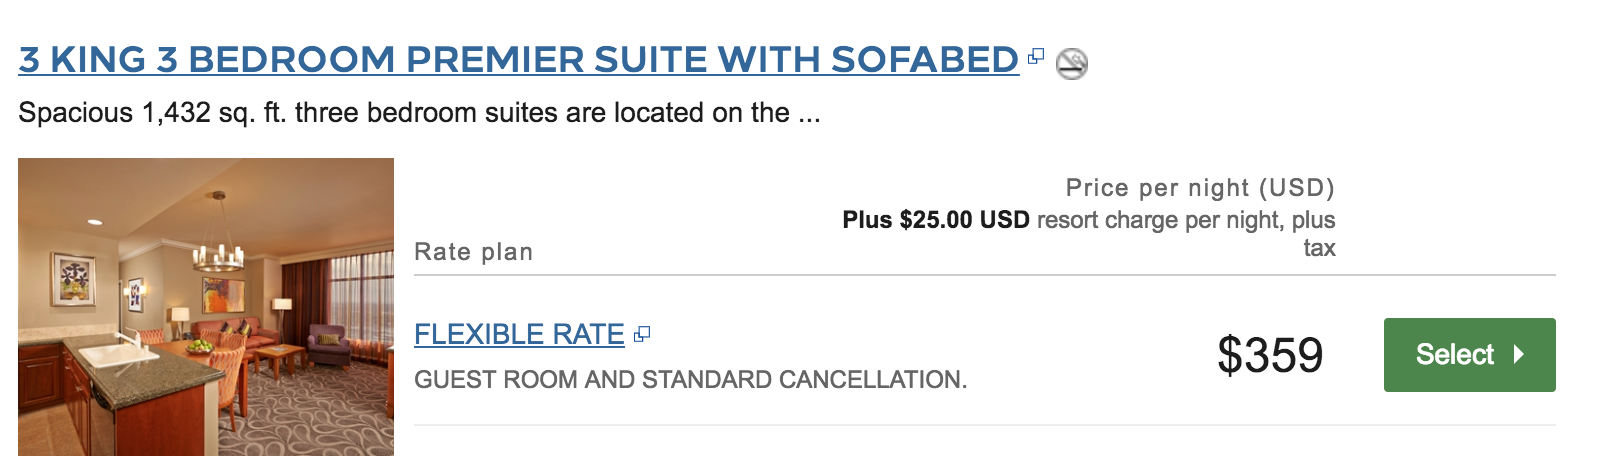 3 KING 3 BEDROOM PREMIER SUITE WITH SOFABED
Spacious 1,432 sq. ft. three bedroom suites are located on the ...
Price per night (USD)
Plus $25.00 USD resort charge per night, plus
tax
Rate plan
FLEXIBLE RATE
$359
Select
GUEST ROOM AND STANDARD CANCELLATION.